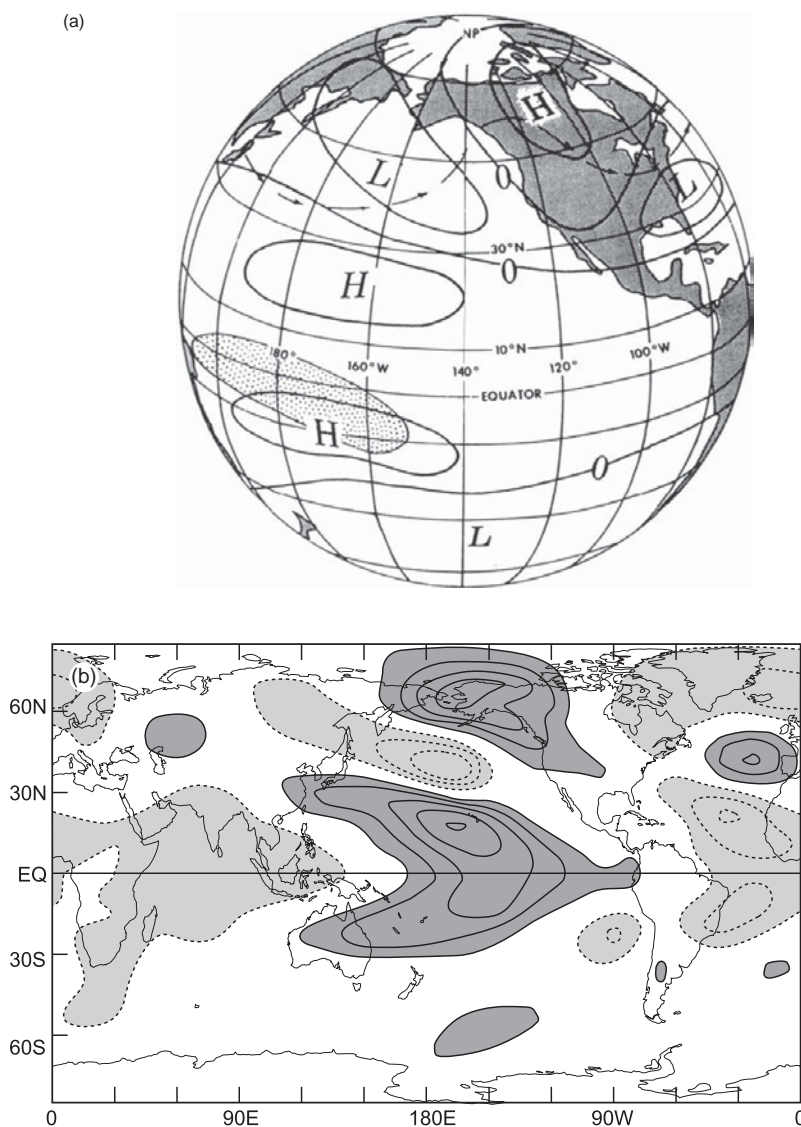 (a)
NP
H
L
L
0
30°N
0
H
10°N
180°
160°W
140°
120°
100°W
EQUATOR
H
0
L
(b)
60N
30N
EQ
30S
60S
0
90E
180E
90W
0